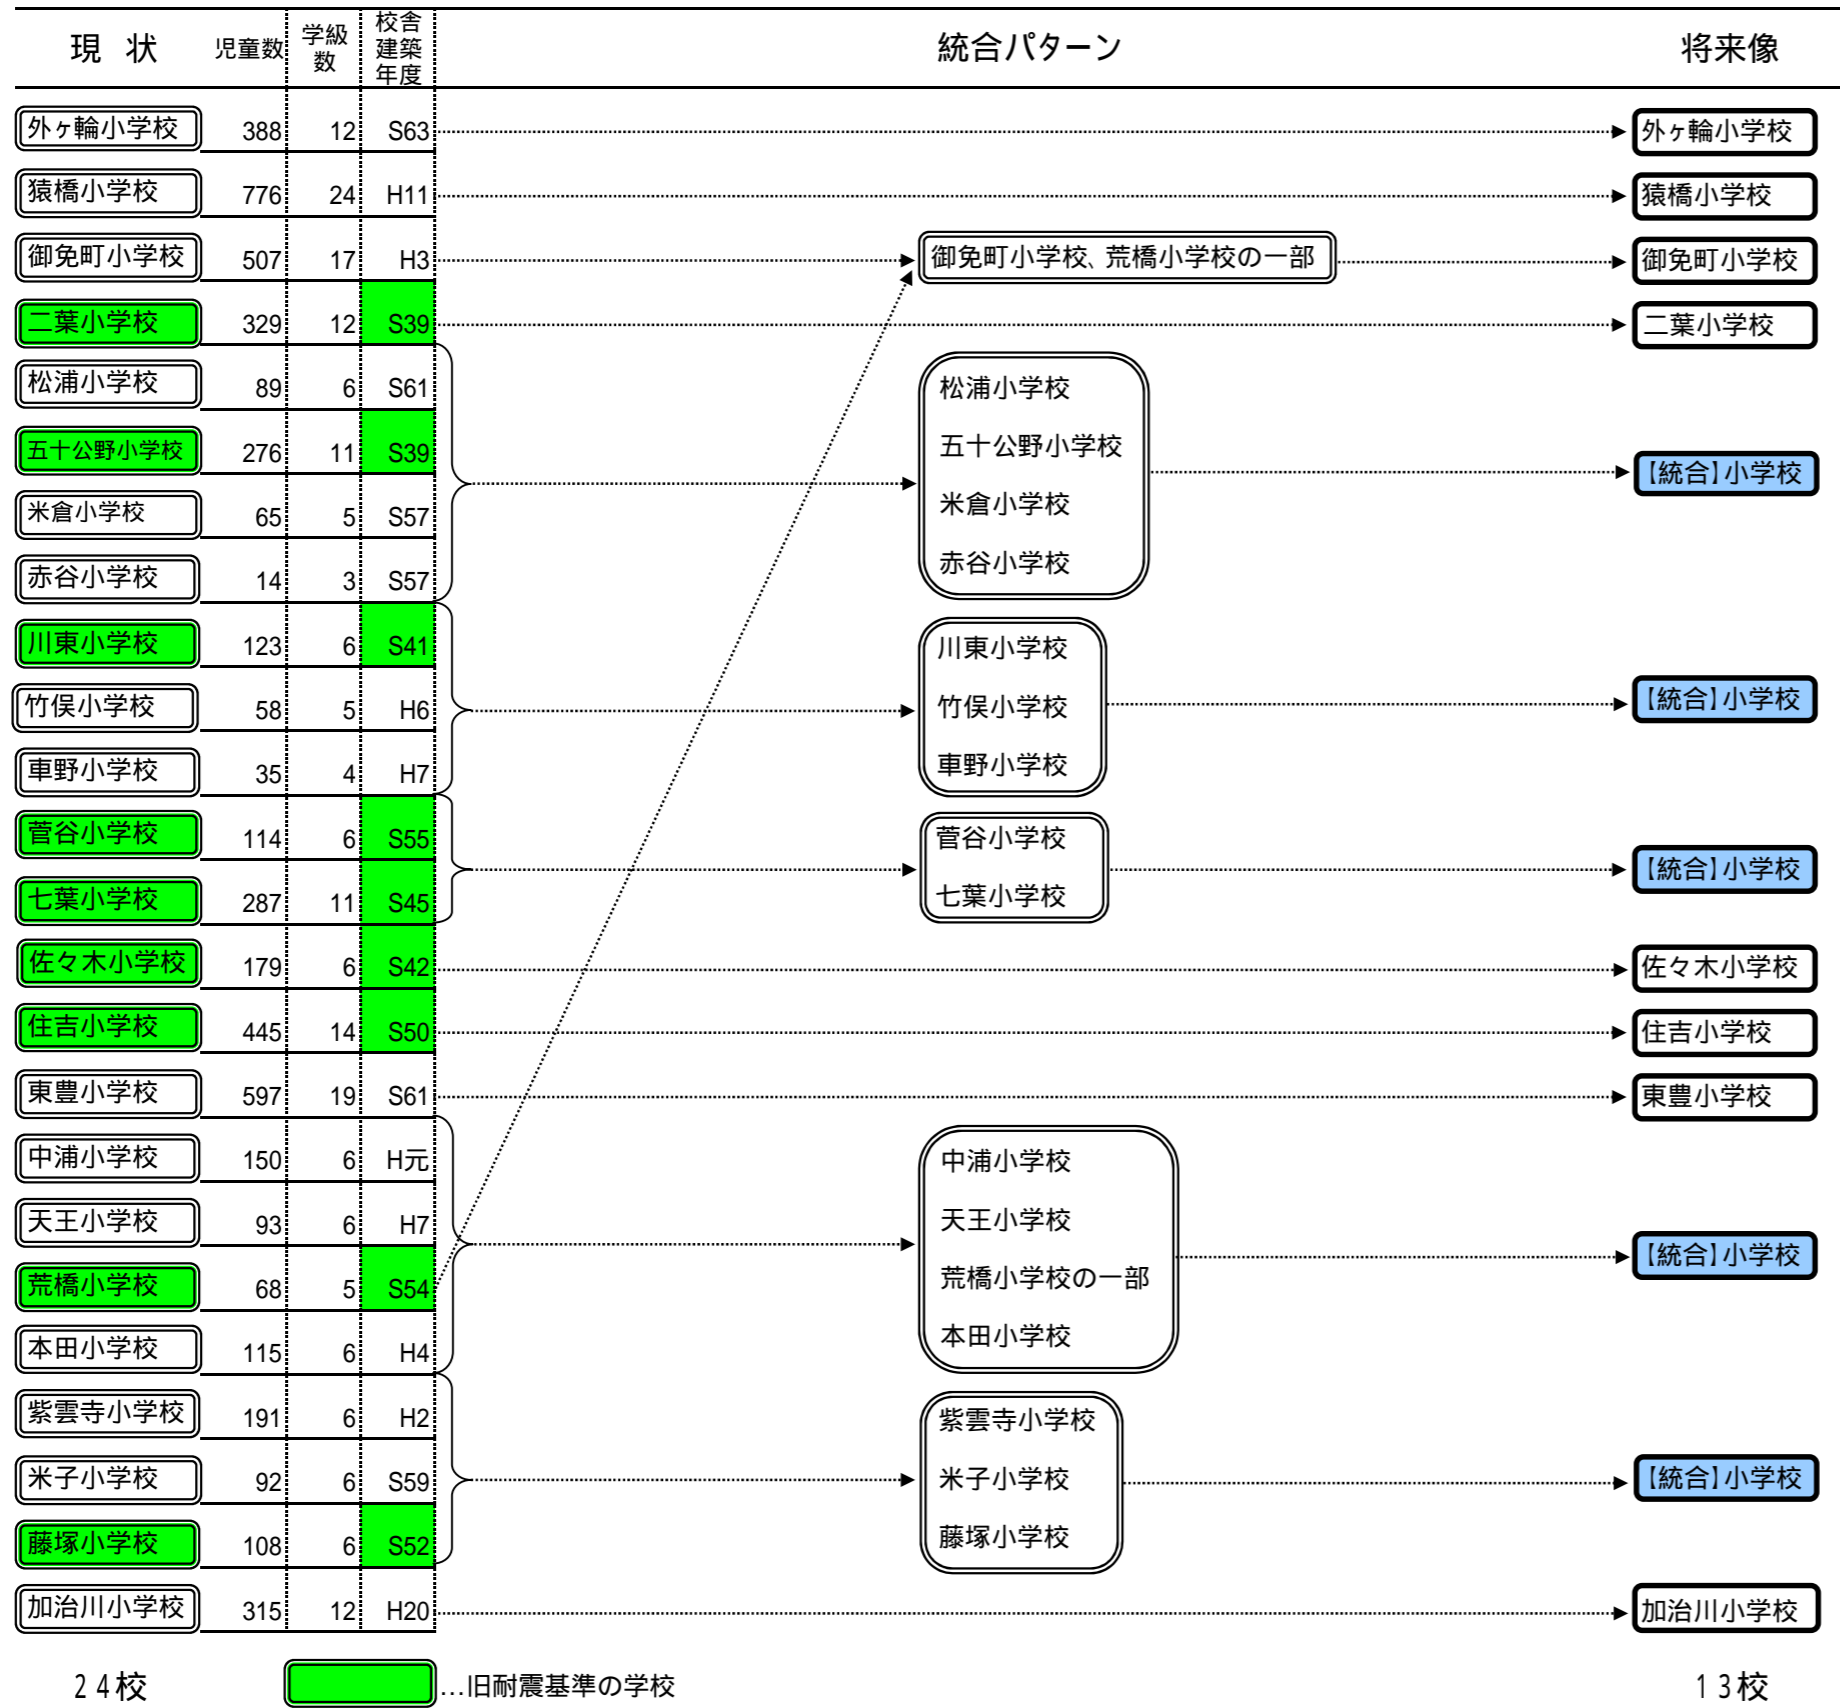 現 状 児童数 学級数 校舎建築年度 統合パターン 将来像
外ヶ輪小学校 388 12 S63 外ヶ輪小学校
猿橋小学校 776 24 H11 猿橋小学校
御免町小学校 507 17 H3 御免町小学校、荒橋小学校の一部 御免町小学校
二葉小学校 329 12 S39 二葉小学校
松浦小学校 89 6 S61 松浦小学校
五十公野小学校 276 11 S39 五十公野小学校 【統合】小学校
米倉小学校 65 5 S57 米倉小学校
赤谷小学校 14 3 S57 赤谷小学校
川東小学校 123 6 S41 川東小学校
竹俣小学校 58 5 H6 竹俣小学校 【統合】小学校
車野小学校 35 4 H7 車野小学校
菅谷小学校 114 6 S55 菅谷小学校 【統合】小学校
七葉小学校 287 11 S45 七葉小学校
佐々木小学校 179 6 S42 佐々木小学校
住吉小学校 445 14 S50 住吉小学校
東豊小学校 597 19 S61 東豊小学校
中浦小学校 150 6 H元 中浦小学校
天王小学校 93 6 H7 天王小学校 【統合】小学校
荒橋小学校 68 5 S54 荒橋小学校の一部
本田小学校 115 6 H4 本田小学校
紫雲寺小学校 191 6 H2 紫雲寺小学校
米子小学校 92 6 S59 米子小学校 【統合】小学校
藤塚小学校 108 6 S52 藤塚小学校
加治川小学校 315 12 H20 加治川小学校
24校 …旧耐震基準の学校 13校